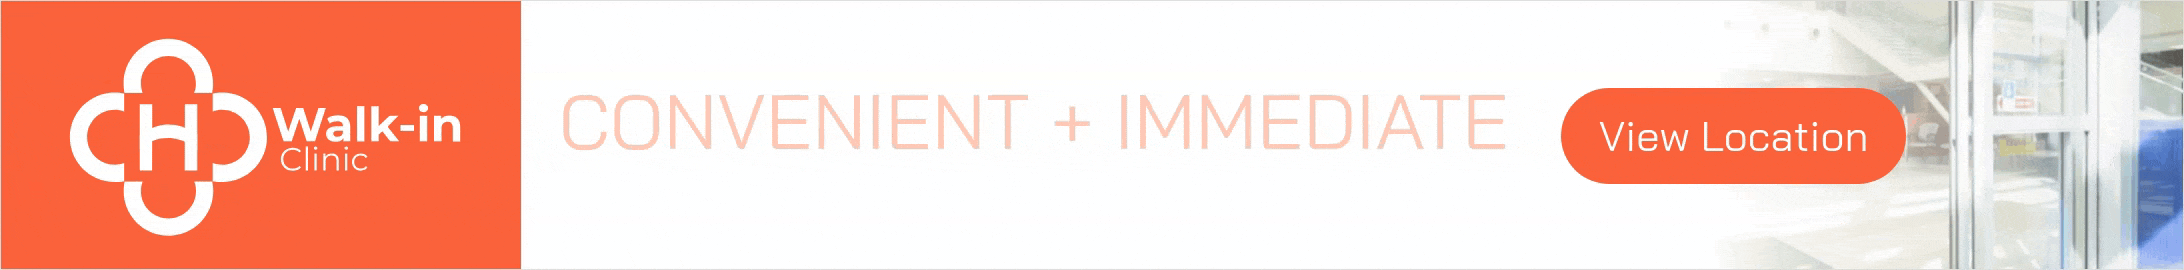 H
Walk-in
Clinic
CONVENIENT + IMMEDIATE
View Location